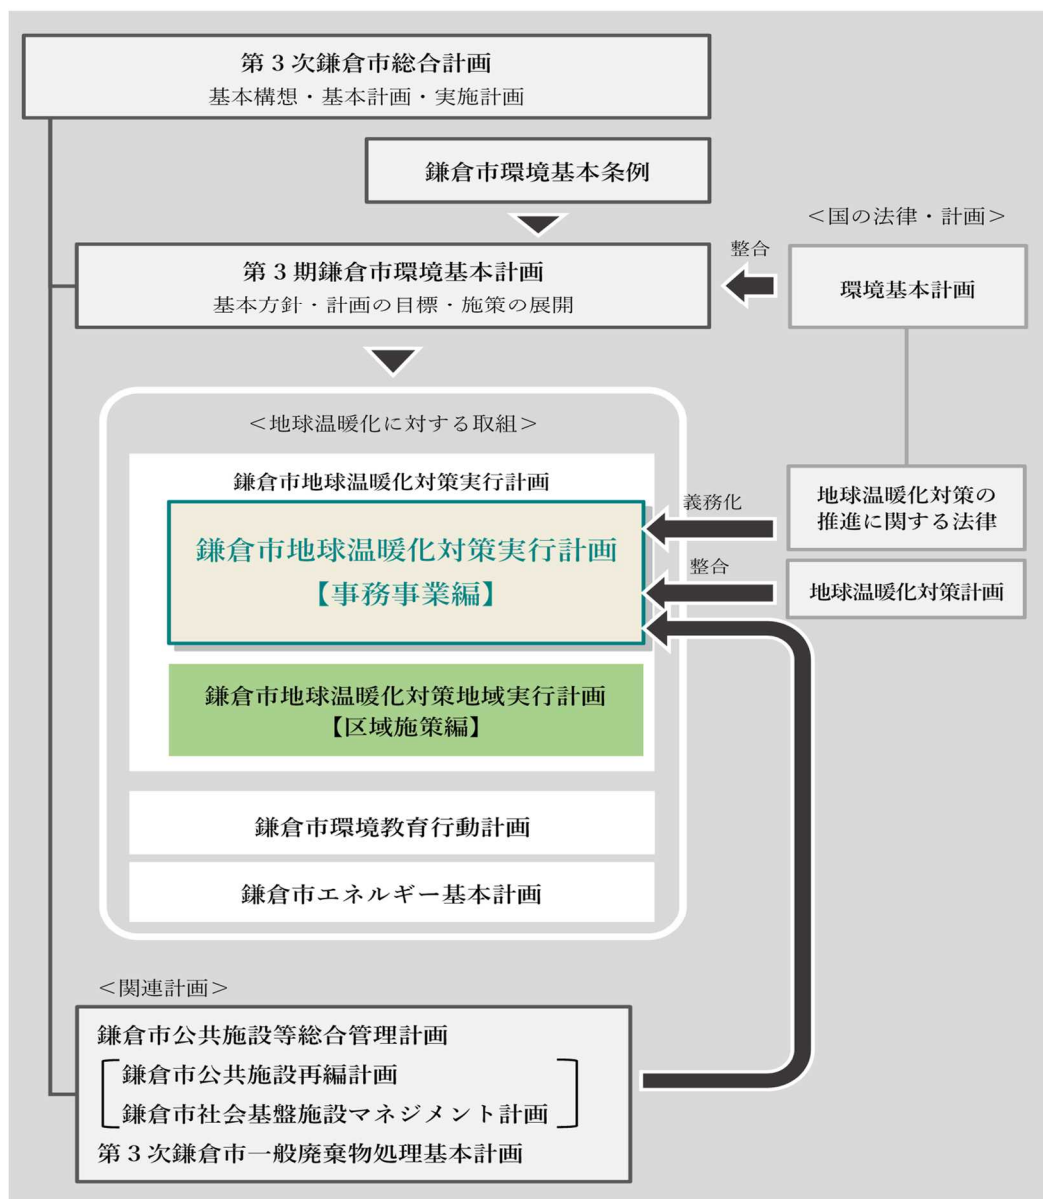 第3次鎌倉市総合計画
基本構想・基本計画・実施計画
鎌倉市環境基本条例
＜国の法律・計画＞
整合
第3期鎌倉市環境基本計画
基本方針・計画の目標・施策の展開
環境基本計画
＜地球温暖化に対する取組＞
鎌倉市地球温暖化対策実行計画
鎌倉市地球温暖化対策実行計画
【事務事業編】
義務化
地球温暖化対策の
推進に関する法律
整合
地球温暖化対策計画
鎌倉市地球温暖化対策地域実行計画
【区域施策編】
鎌倉市環境教育行動計画
鎌倉市エネルギー基本計画
＜関連計画＞
鎌倉市公共施設等総合管理計画
鎌倉市公共施設再編計画
鎌倉市社会基盤施設マネジメント計画
第3次鎌倉市一般廃棄物処理基本計画